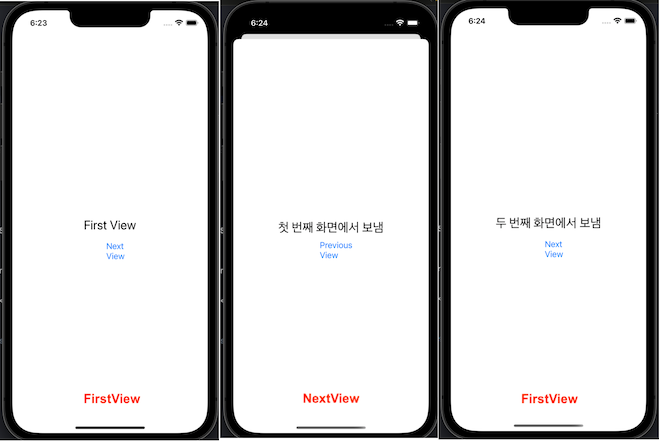 6:23
First View
Next
View
FirstView
6:24
첫 번째 화면에서 보냄
Previous
View
NextView
6:24
두 번째 화면에서 보냄
Next
View
FirstView